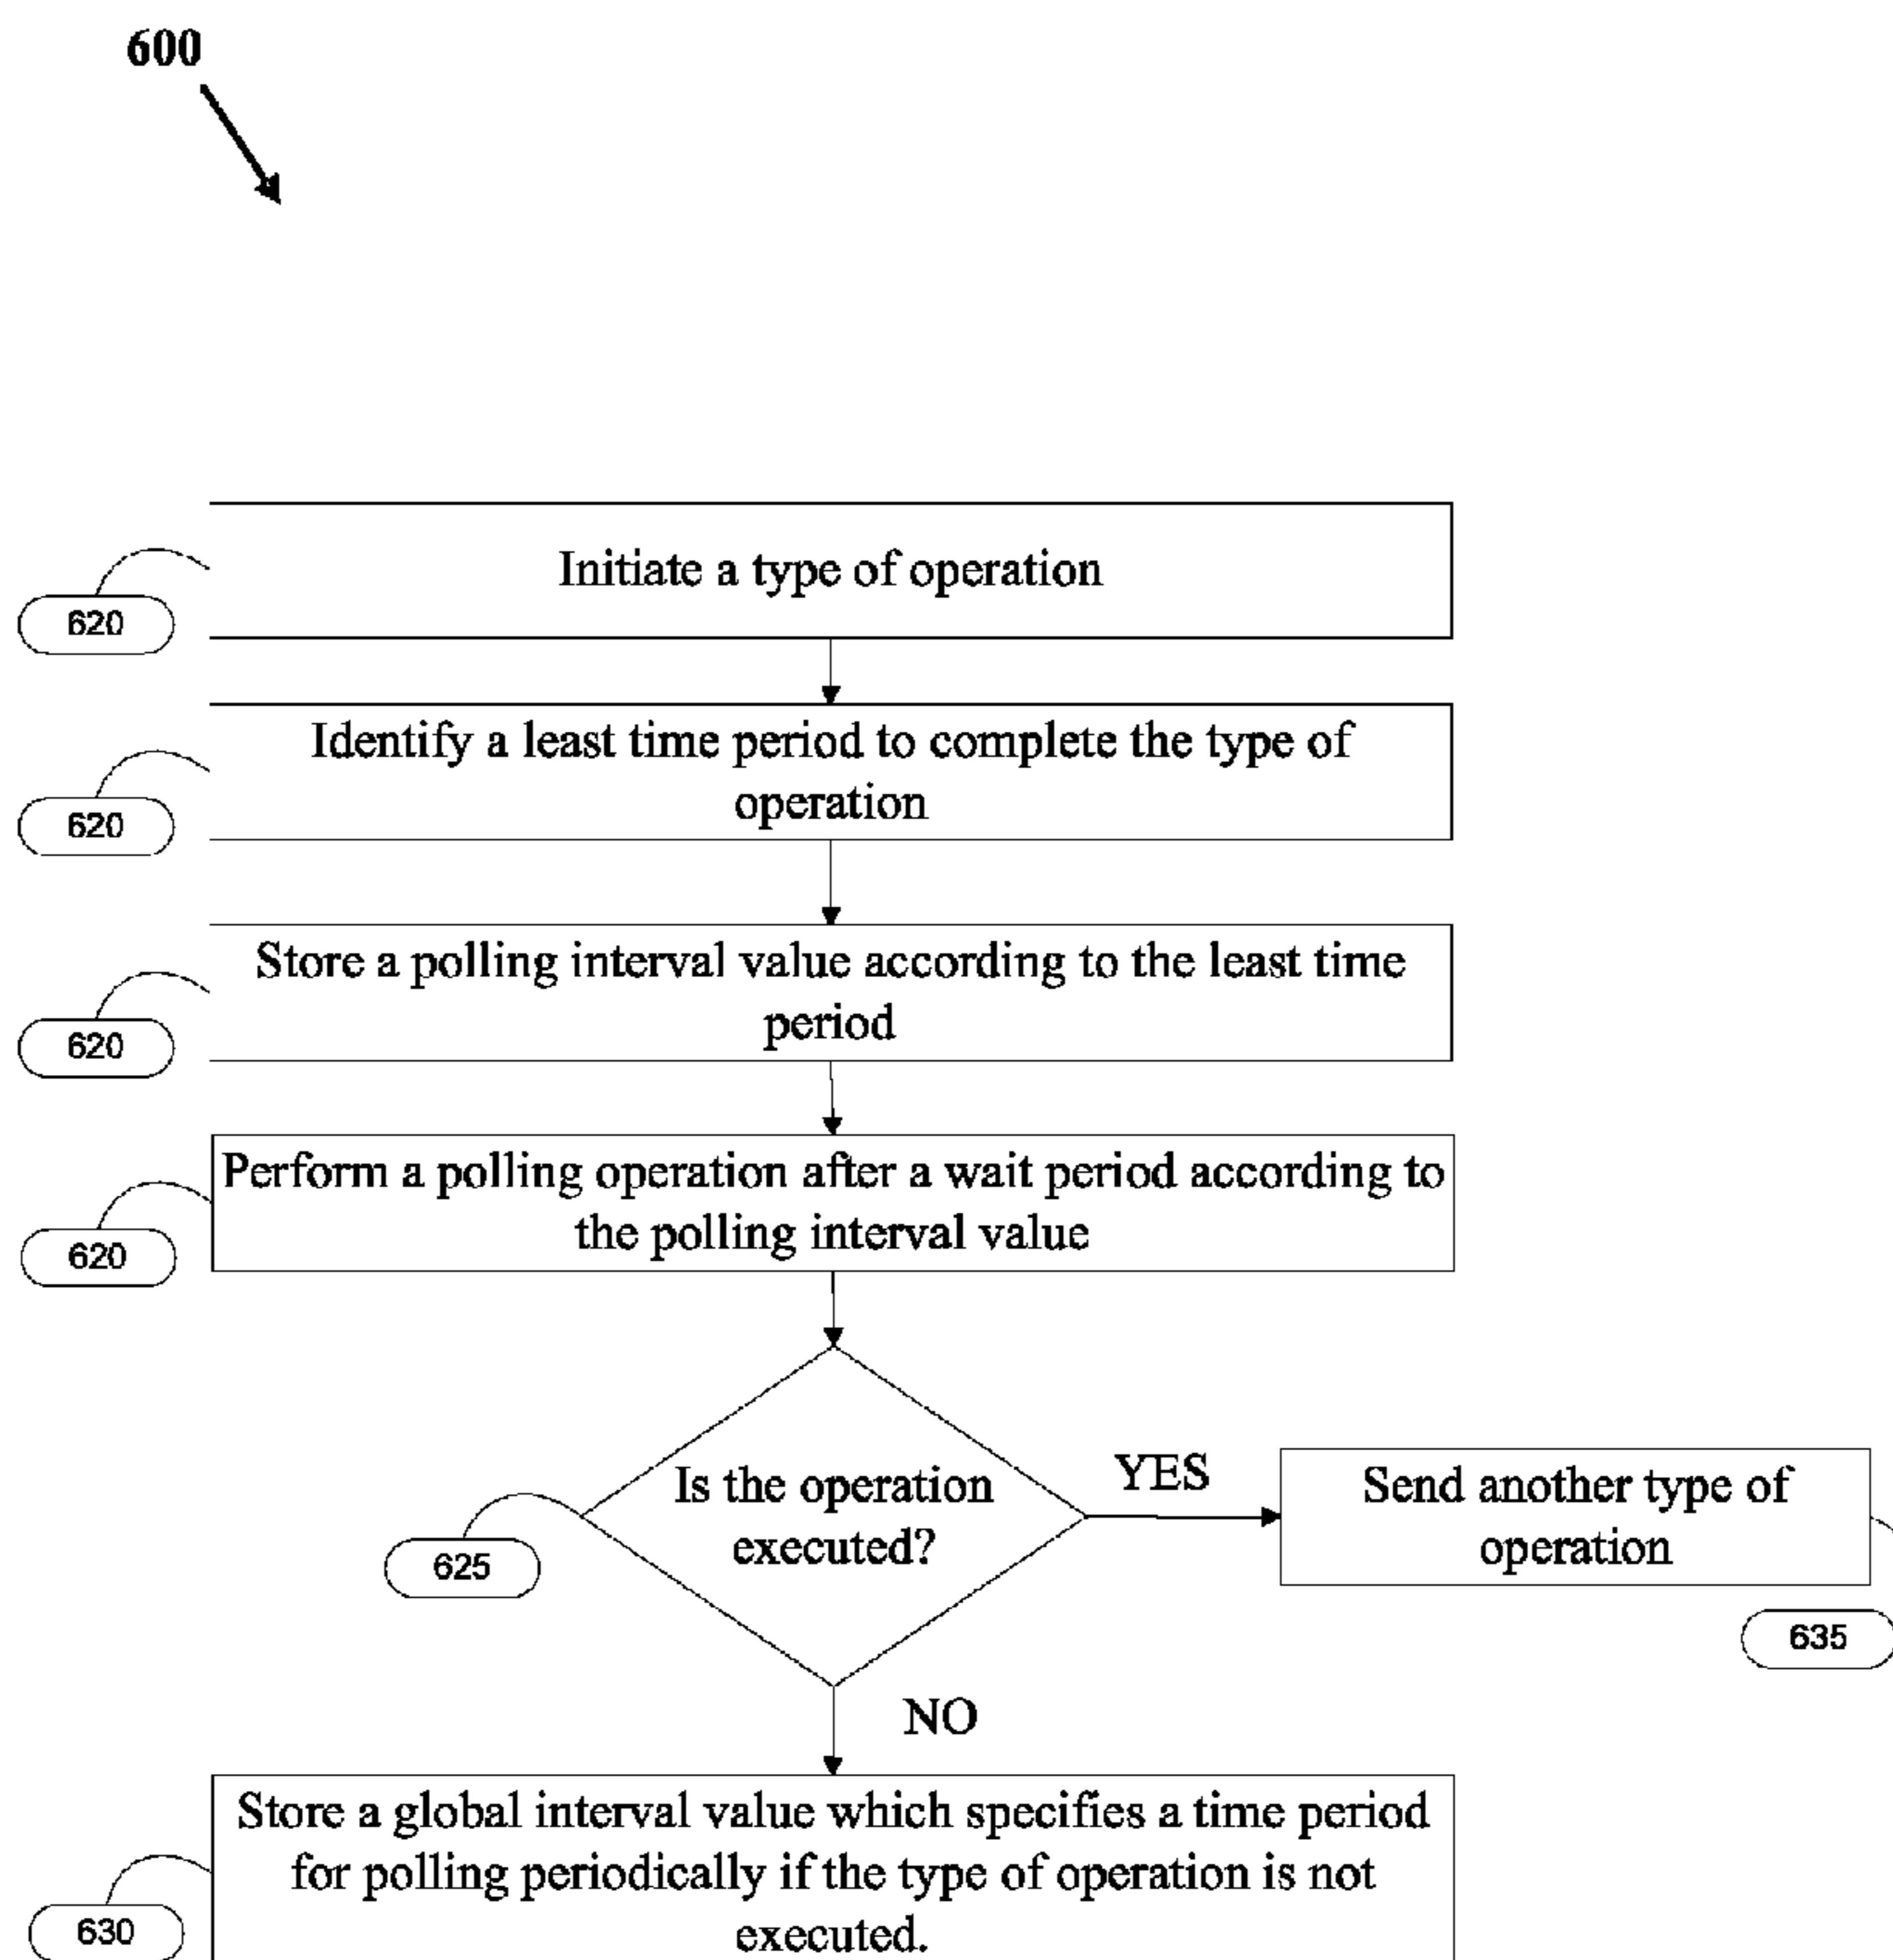 600
Initiate a type of operation
620
Identify a least time period to complete the type of
operation
620
Store a polling interval value according to the least time
period
620
Perform a polling operation after a wait period according to
the polling interval value
620
Is the operation
executed?
625
YES
Send another type of
operation
635
NO
Store a global interval value which specifies a time period
for polling periodically if the type of operation is not
executed.
630